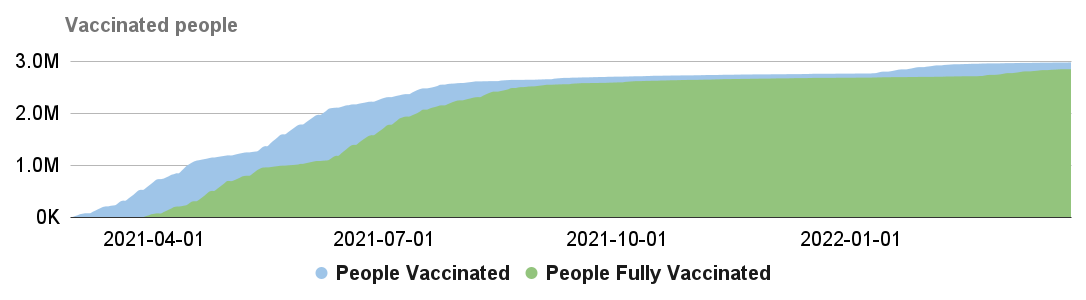 Vaccinated people
3.0M
2.0M
1.0M
0K
2021-04-01 2021-07-01 2021-10-01 2022-01-01
People Vaccinated People Fully Vaccinated